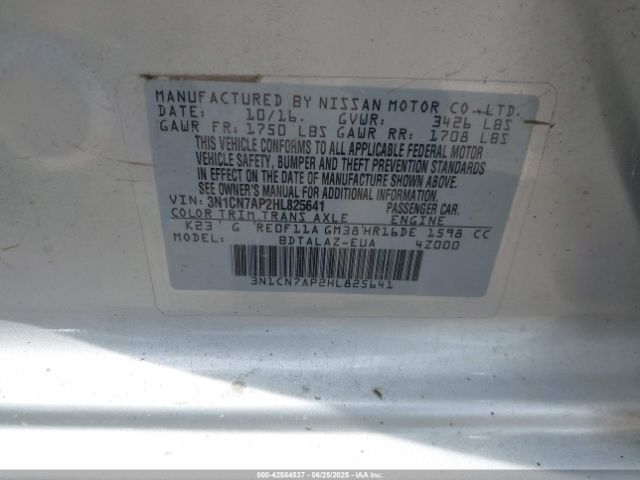 MANUFACTURED BY NISSAN MOTOR CO., LTD.
DATE: 10/16. GVWR: 3426 LBS
GAWR FR: 1750 LBS GAWR RR: 1708 LBS
THIS VEHICLE CONFORMS TO ALL APPLICABLE FEDERAL MOTOR
VEHICLE SAFETY, BUMPER AND THEFT PREVENTION STANDARDS
IN EFFECT ON THE DATE OF MANUFACTURE SHOWN ABOVE.
SEE OWNER'S MANUAL FOR ADDITIONAL INFORMATION.
VIN: 3N1CN7AP2HL825641 PASSENGER CAR.
COLOR TRIM TRANS AXLE ENGINE
K23 G RE0F11A GM38 HR16DE 1598 CC
MODEL: BDTALAZ-EUA 4Z000
3N1CN7AP2HL825641
000-42584537 | 06/25/2025 | Copyright IAA, LLC